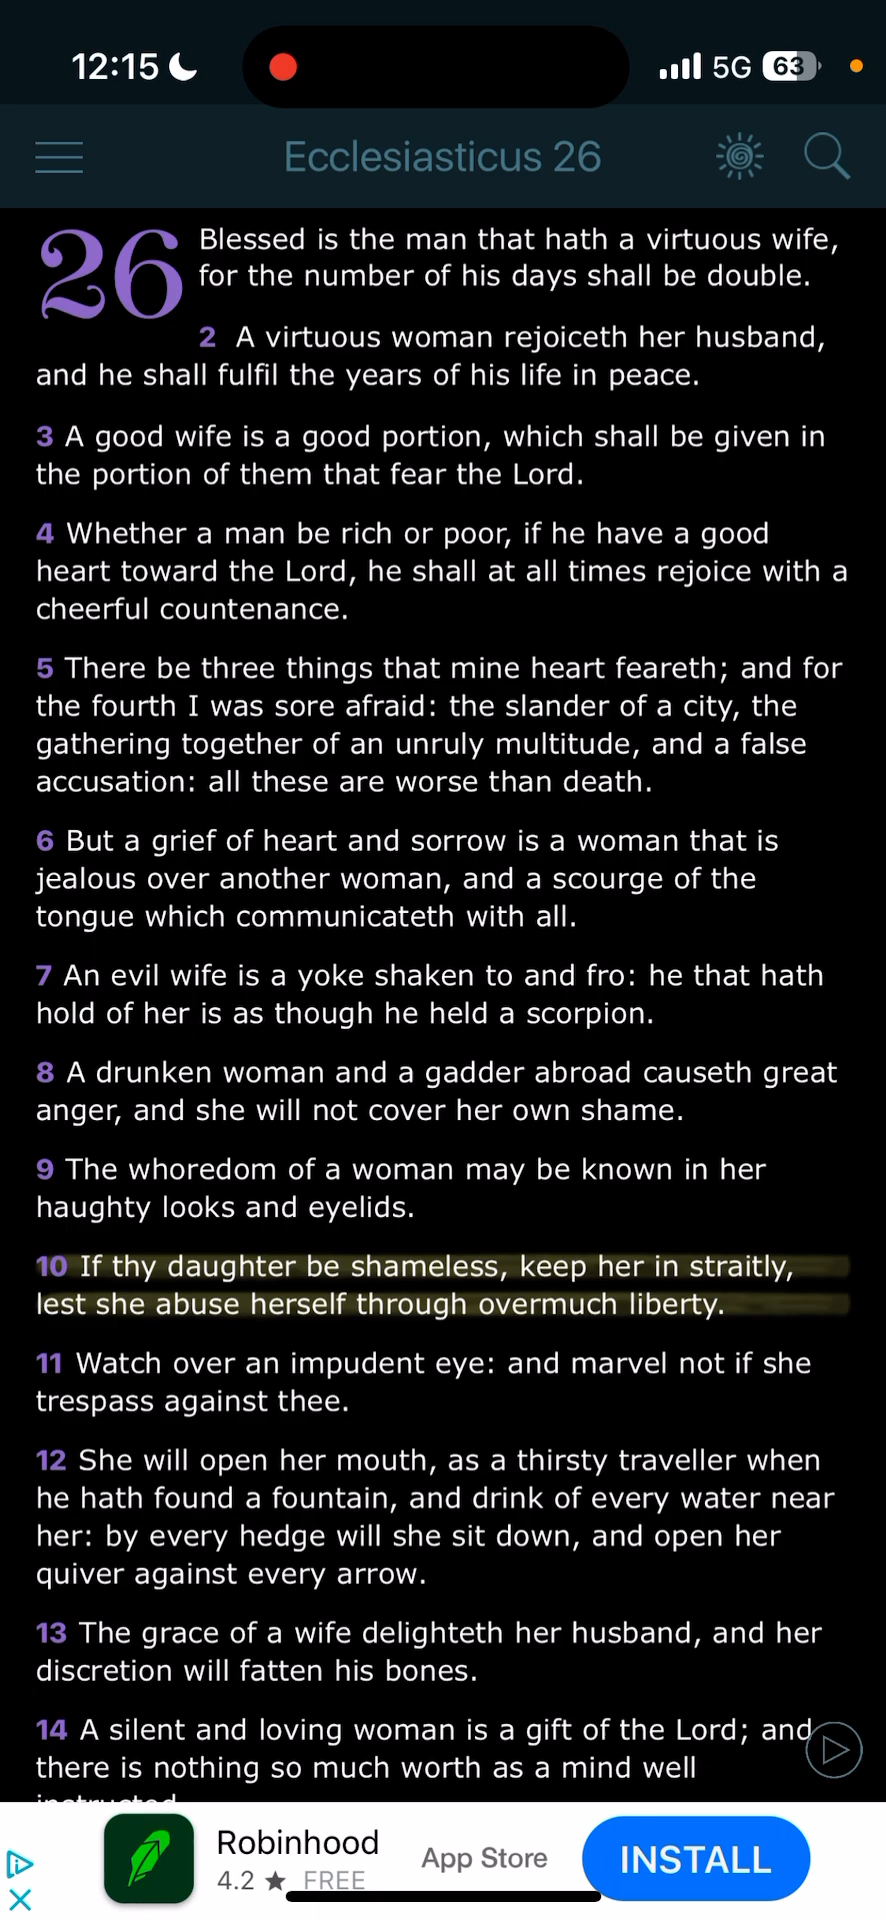 12:15
5G 63
Ecclesiasticus 26
26 Blessed is the man that hath a virtuous wife,
for the number of his days shall be double.
2 A virtuous woman rejoiceth her husband,
and he shall fulfil the years of his life in peace.
3 A good wife is a good portion, which shall be given in
the portion of them that fear the Lord.
4 Whether a man be rich or poor, if he have a good
heart toward the Lord, he shall at all times rejoice with a
cheerful countenance.
5 There be three things that mine heart feareth; and for
the fourth I was sore afraid: the slander of a city, the
gathering together of an unruly multitude, and a false
accusation: all these are worse than death.
6 But a grief of heart and sorrow is a woman that is
jealous over another woman, and a scourge of the
tongue which communicateth with all.
7 An evil wife is a yoke shaken to and fro: he that hath
hold of her is as though he held a scorpion.
8 A drunken woman and a gadder abroad causeth great
anger, and she will not cover her own shame.
9 The whoredom of a woman may be known in her
haughty looks and eyelids.
10 If thy daughter be shameless, keep her in straitly,
lest she abuse herself through overmuch liberty.
11 Watch over an impudent eye: and marvel not if she
trespass against thee.
12 She will open her mouth, as a thirsty traveller when
he hath found a fountain, and drink of every water near
her: by every hedge will she sit down, and open her
quiver against every arrow.
13 The grace of a wife delighteth her husband, and her
discretion will fatten his bones.
14 A silent and loving woman is a gift of the Lord; and
there is nothing so much worth as a mind well
instructed
Robinhood
4.2 ★ FREE
App Store
INSTALL